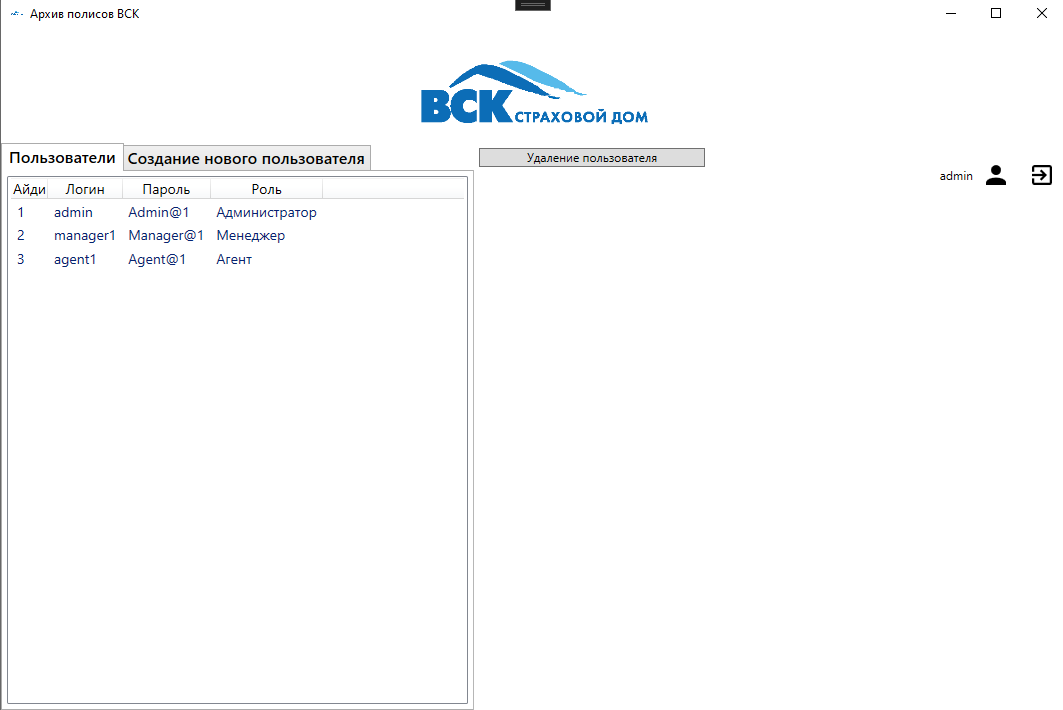 Архив полисов ВСК
ВСК СТРАХОВОЙ ДОМ
Пользователи Создание нового пользователя Удаление пользователя
admin
Айди Логин Пароль Роль
1 admin Admin@1 Администратор
2 manager1 Manager@1 Менеджер
3 agent1 Agent@1 Агент